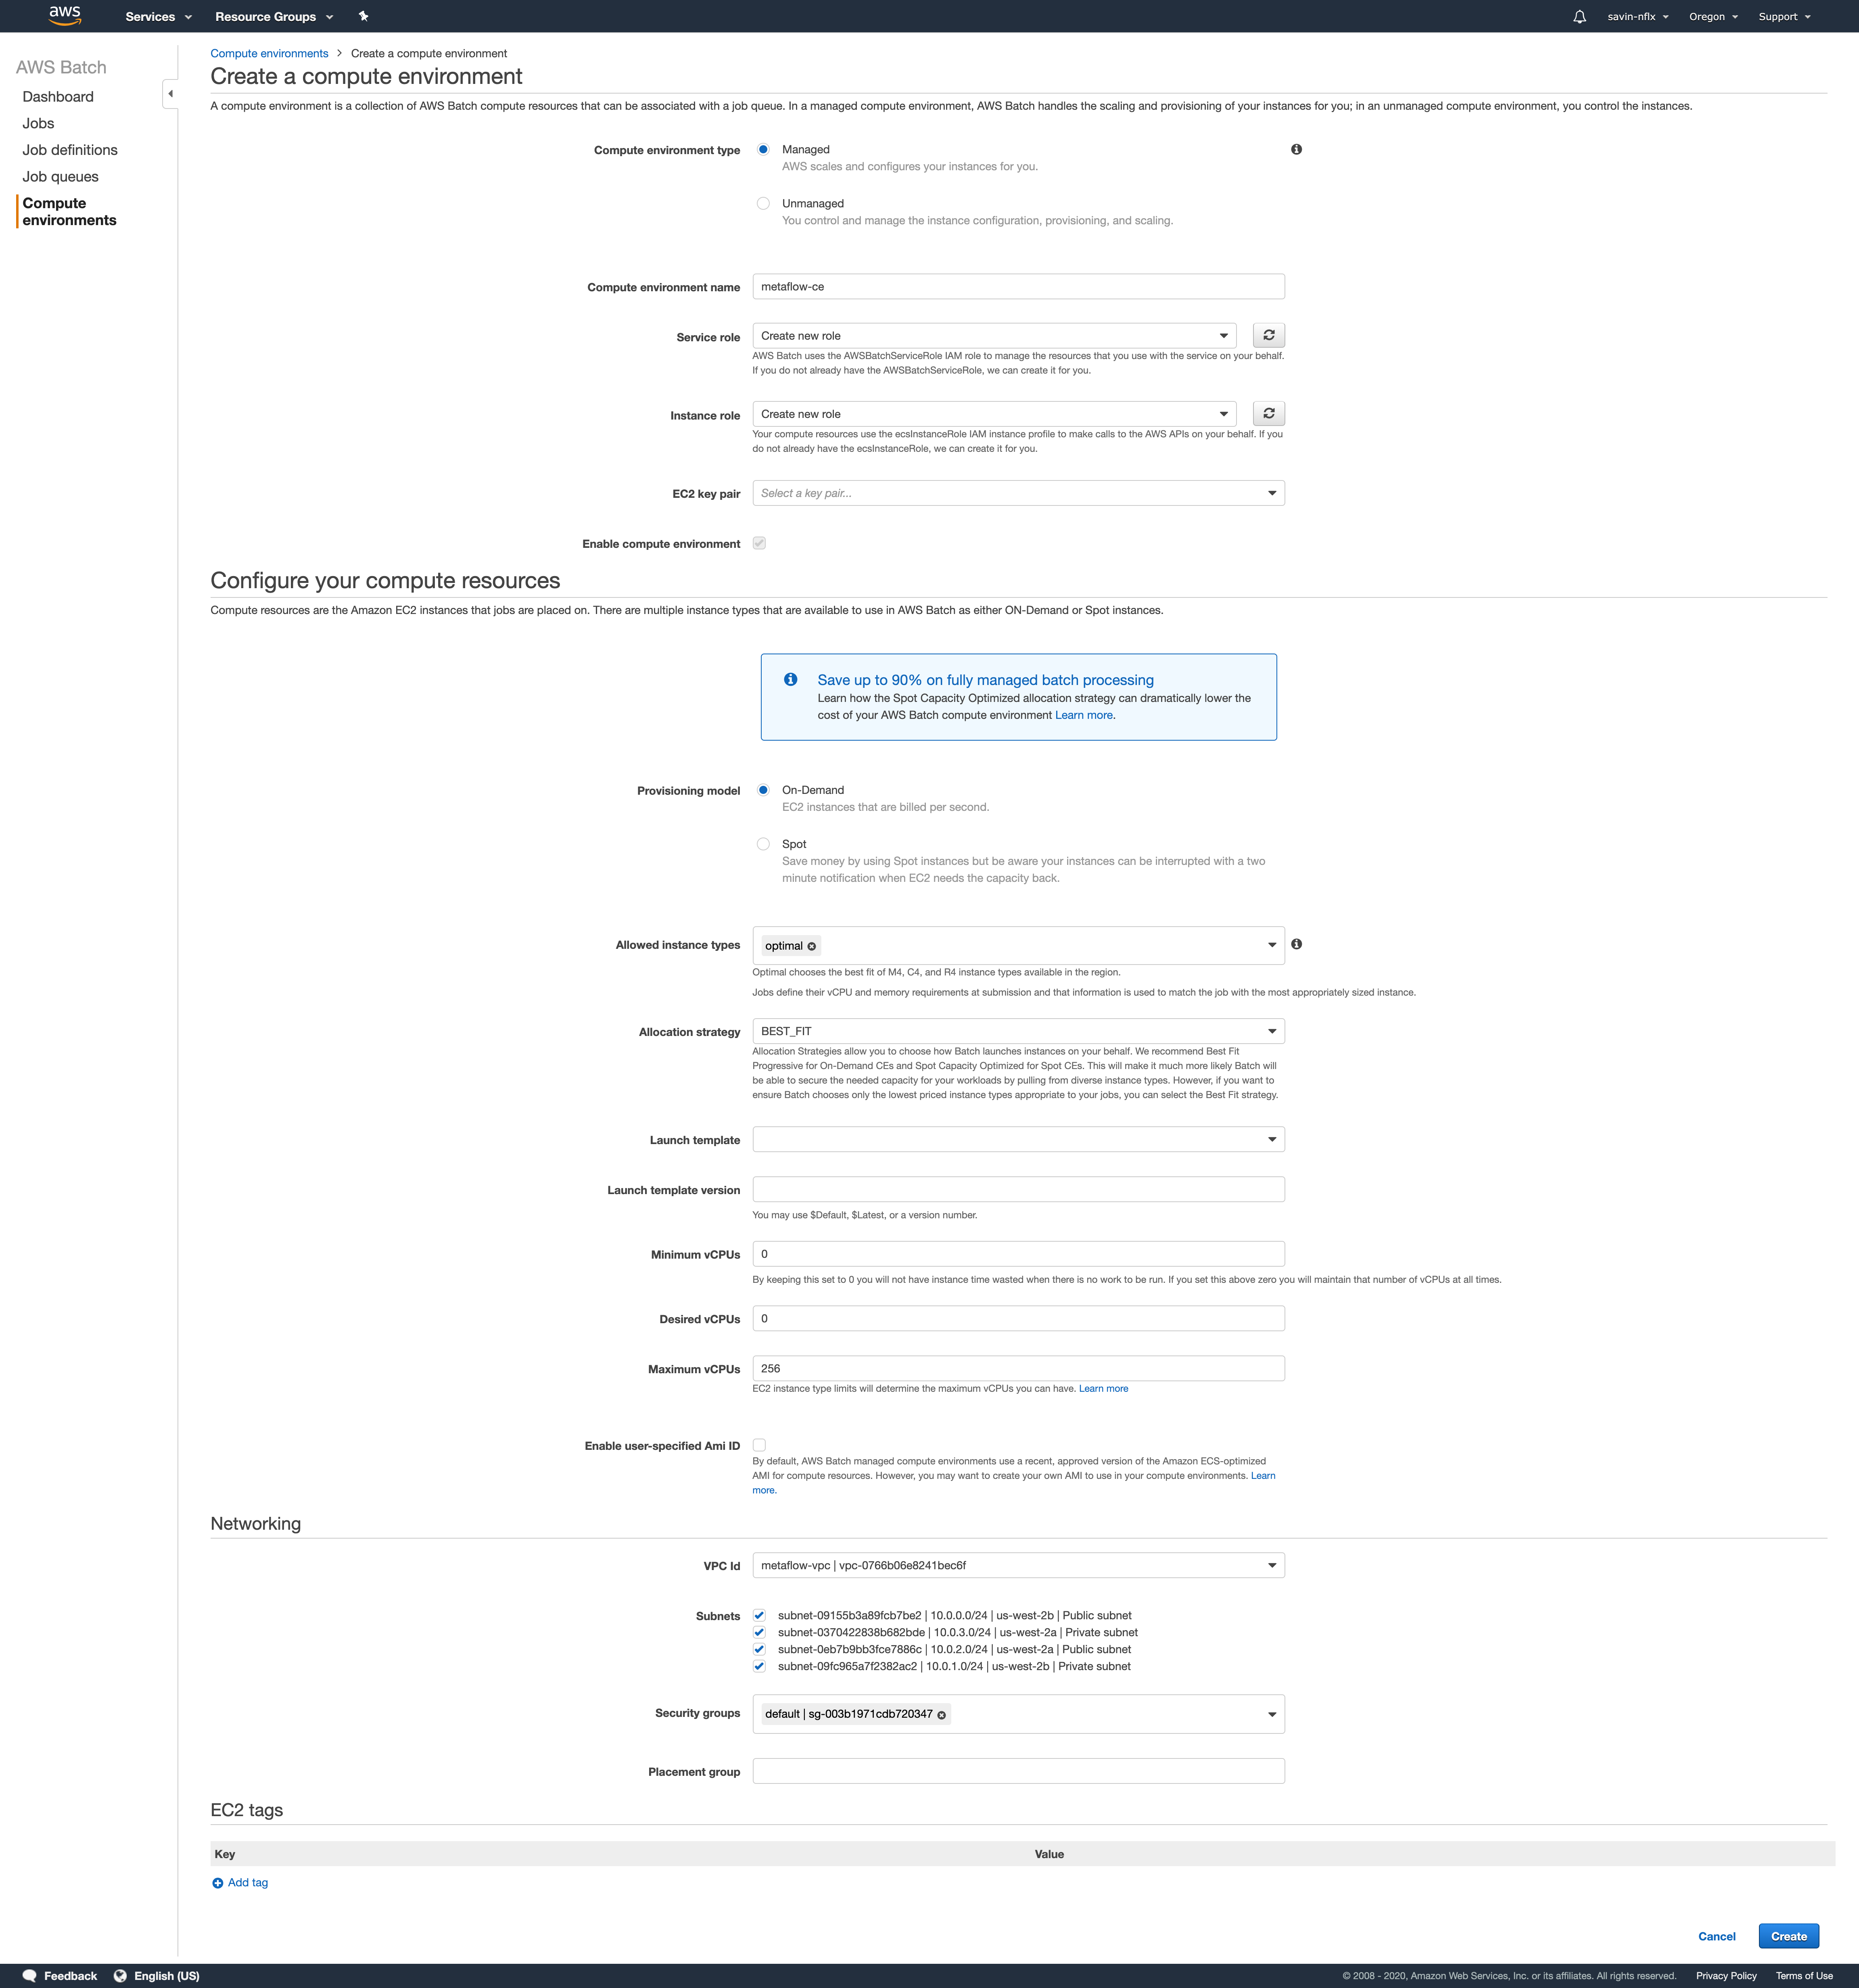 aws Services Resource Groups savin-nflx Oregon Support
AWS Batch
Dashboard
Jobs
Job definitions
Job queues
Compute
environments
Compute environments > Create a compute environment
Create a compute environment
A compute environment is a collection of AWS Batch compute resources that can be associated with a job queue. In a managed compute environment, AWS Batch handles the scaling and provisioning of your instances for you; in an unmanaged compute environment, you control the instances.
Compute environment type Managed
AWS scales and configures your instances for you.
Unmanaged
You control and manage the instance configuration, provisioning, and scaling.
Compute environment name metaflow-ce
Service role Create new role
AWS Batch uses the AWSBatchServiceRole IAM role to manage the resources that you use with the service on your behalf.
If you do not already have the AWSBatchServiceRole, we can create it for you.
Instance role Create new role
Your compute resources use the ecsInstanceRole IAM instance profile to make calls to the AWS APIs on your behalf. If you
do not already have the ecsInstanceRole, we can create it for you.
EC2 key pair Select a key pair...
Enable compute environment
Configure your compute resources
Compute resources are the Amazon EC2 instances that jobs are placed on. There are multiple instance types that are available to use in AWS Batch as either ON-Demand or Spot instances.
Save up to 90% on fully managed batch processing
Learn how the Spot Capacity Optimized allocation strategy can dramatically lower the
cost of your AWS Batch compute environment Learn more.
Provisioning model On-Demand
EC2 instances that are billed per second.
Spot
Save money by using Spot instances but be aware your instances can be interrupted with a two
minute notification when EC2 needs the capacity back.
Allowed instance types optimal
Optimal chooses the best fit of M4, C4, and R4 instance types available in the region.
Jobs define their vCPU and memory requirements at submission and that information is used to match the job with the most appropriately sized instance.
Allocation strategy BEST_FIT
Allocation Strategies allow you to choose how Batch launches instances on your behalf. We recommend Best Fit
Progressive for On-Demand CEs and Spot Capacity Optimized for Spot CEs. This will make it much more likely Batch will
be able to secure the needed capacity for your workloads by pulling from diverse instance types. However, if you want to
ensure Batch chooses only the lowest priced instance types appropriate to your jobs, you can select the Best Fit strategy.
Launch template
Launch template version
You may use $Default, $Latest, or a version number.
Minimum vCPUs 0
By keeping this set to 0 you will not have instance time wasted when there is no work to be run. If you set this above zero you will maintain that number of vCPUs at all times.
Desired vCPUs 0
Maximum vCPUs 256
EC2 instance type limits will determine the maximum vCPUs you can have. Learn more
Enable user-specified Ami ID
By default, AWS Batch managed compute environments use a recent, approved version of the Amazon ECS-optimized
AMI for compute resources. However, you may want to create your own AMI to use in your compute environments. Learn
more.
Networking
VPC Id metaflow-vpc | vpc-0766b06e8241bec6f
Subnets subnet-09155b3a89fcb7be2 | 10.0.0.0/24 | us-west-2b | Public subnet
subnet-0370422838b682bde | 10.0.3.0/24 | us-west-2a | Private subnet
subnet-0eb7b9bb3fce7886c | 10.0.2.0/24 | us-west-2a | Public subnet
subnet-09fc965a7f2382ac2 | 10.0.1.0/24 | us-west-2b | Private subnet
Security groups default | sg-003b1971cdb720347
Placement group
EC2 tags
Key Value
Add tag
Cancel Create
Feedback English (US) © 2008 - 2020, Amazon Web Services, Inc. or its affiliates. All rights reserved. Privacy Policy Terms of Use